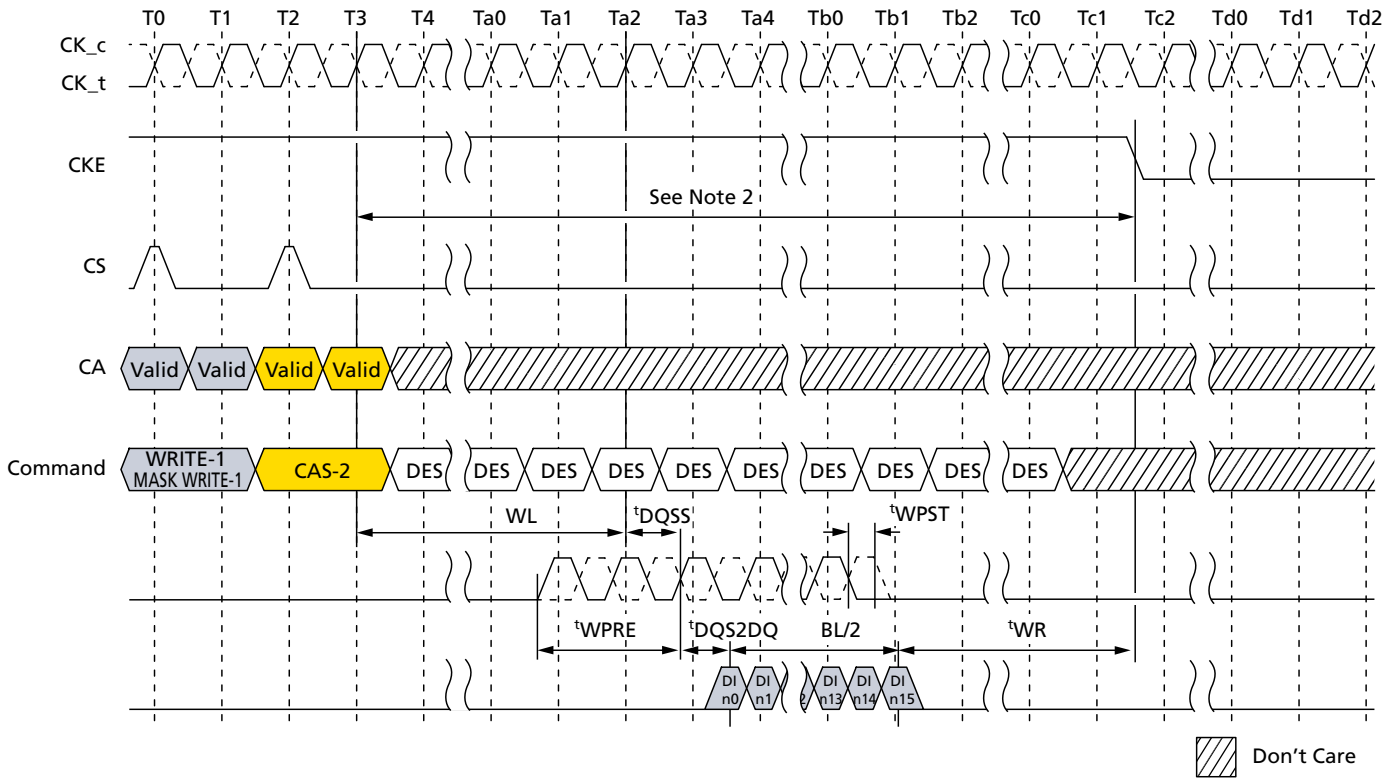 T0 T1 T2 T3 T4 Ta0 Ta1 Ta2 Ta3 Ta4 Tb0 Tb1 Tb2 Tc0 Tc1 Tc2 Td0 Td1 Td2
CK_c
CK_t
CKE
See Note 2
CS
CA Valid Valid Valid Valid
Command WRITE-1 MASK WRITE-1 CAS-2 DES DES DES DES DES DES DES DES DES DES
WL tDQSS tWPST
tWPRE tDQS2DQ BL/2 tWR
DI n0 DI n1 2 DI n13 DI n14 DI n15
Don't Care